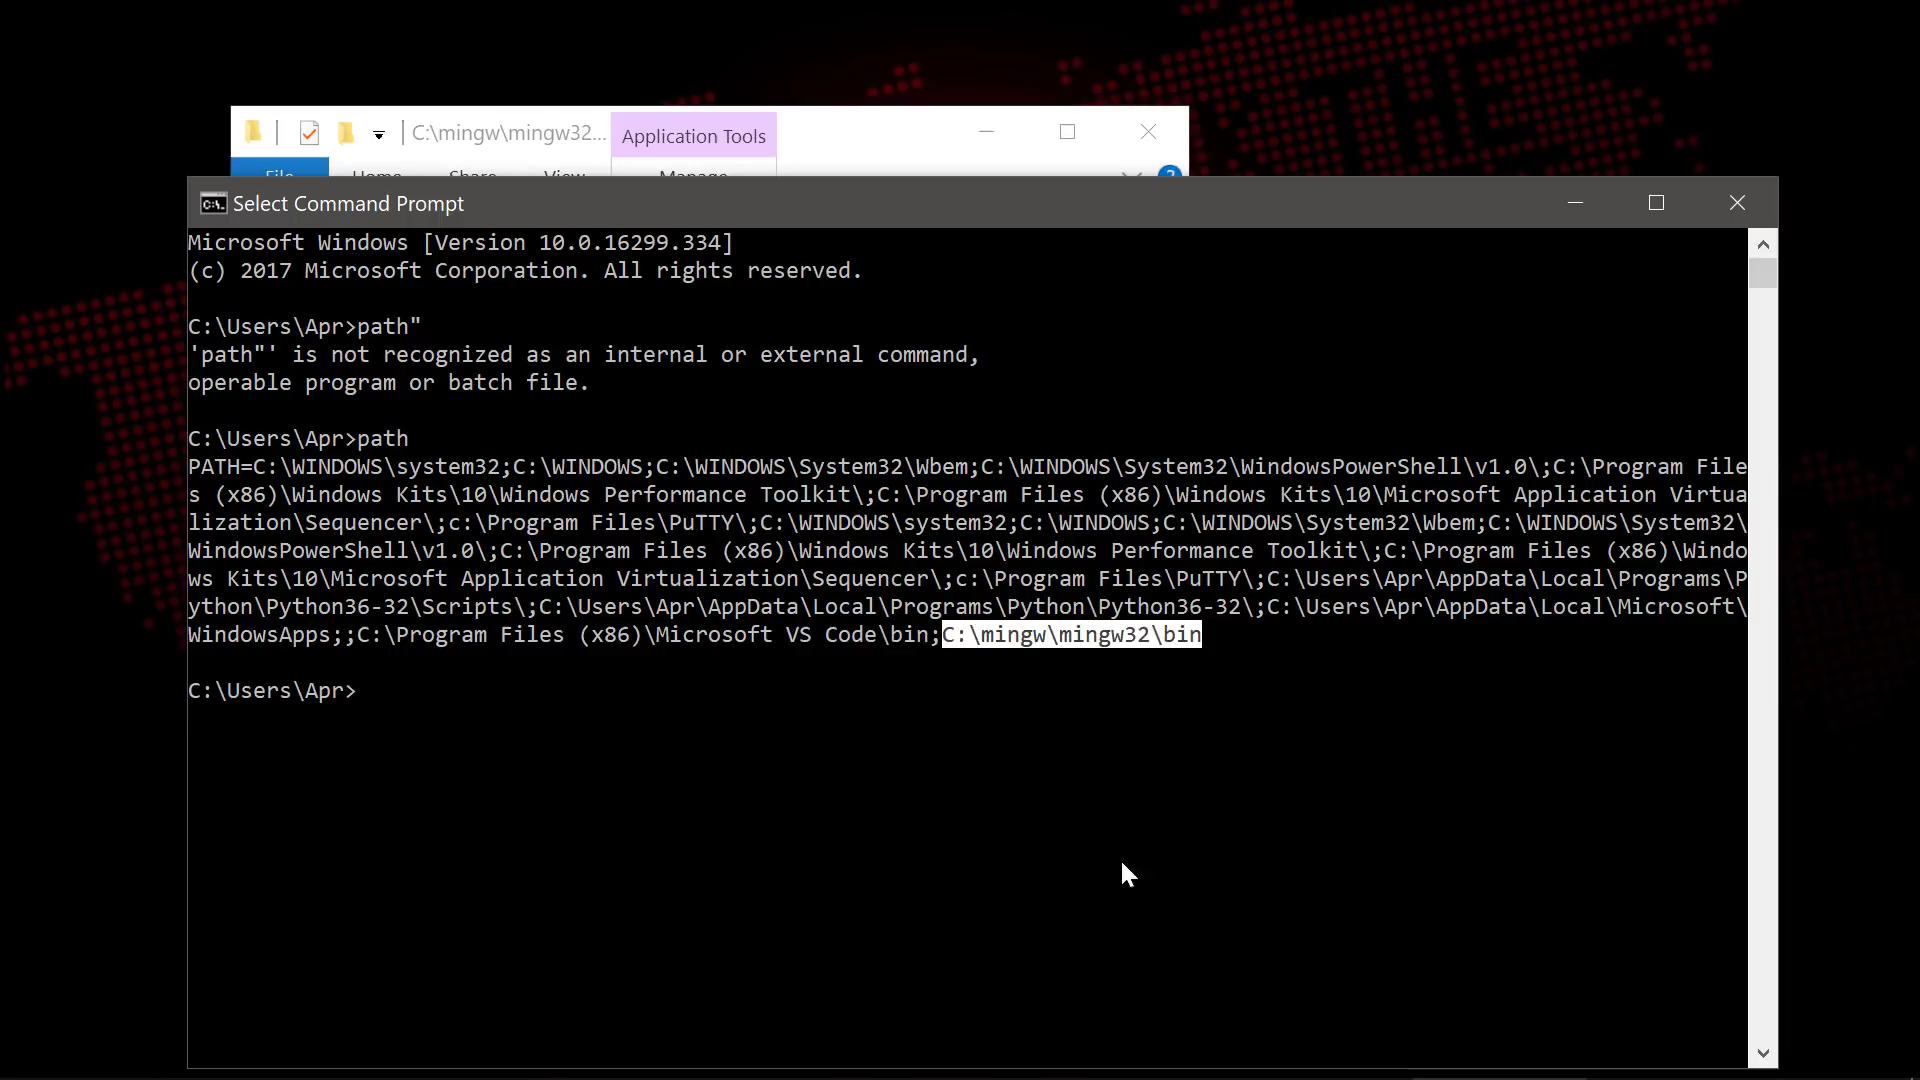 C:\mingw\mingw32...
Application Tools
File Home Share View Manage
Select Command Prompt
Microsoft Windows [Version 10.0.16299.334]
(c) 2017 Microsoft Corporation. All rights reserved.
C:\Users\Apr>path"
'path"' is not recognized as an internal or external command,
operable program or batch file.
C:\Users\Apr>path
PATH=C:\WINDOWS\system32;C:\WINDOWS;C:\WINDOWS\System32\Wbem;C:\WINDOWS\System32\WindowsPowerShell\v1.0\;C:\Program File
s (x86)\Windows Kits\10\Windows Performance Toolkit\;C:\Program Files (x86)\Windows Kits\10\Microsoft Application Virtua
lization\Sequencer\;c:\Program Files\PuTTY\;C:\WINDOWS\system32;C:\WINDOWS;C:\WINDOWS\System32\Wbem;C:\WINDOWS\System32\
WindowsPowerShell\v1.0\;C:\Program Files (x86)\Windows Kits\10\Windows Performance Toolkit\;C:\Program Files (x86)\Windo
ws Kits\10\Microsoft Application Virtualization\Sequencer\;c:\Program Files\PuTTY\;C:\Users\Apr\AppData\Local\Programs\P
ython\Python36-32\Scripts\;C:\Users\Apr\AppData\Local\Programs\Python\Python36-32\;C:\Users\Apr\AppData\Local\Microsoft\
WindowsApps;;C:\Program Files (x86)\Microsoft VS Code\bin;C:\mingw\mingw32\bin
C:\Users\Apr>